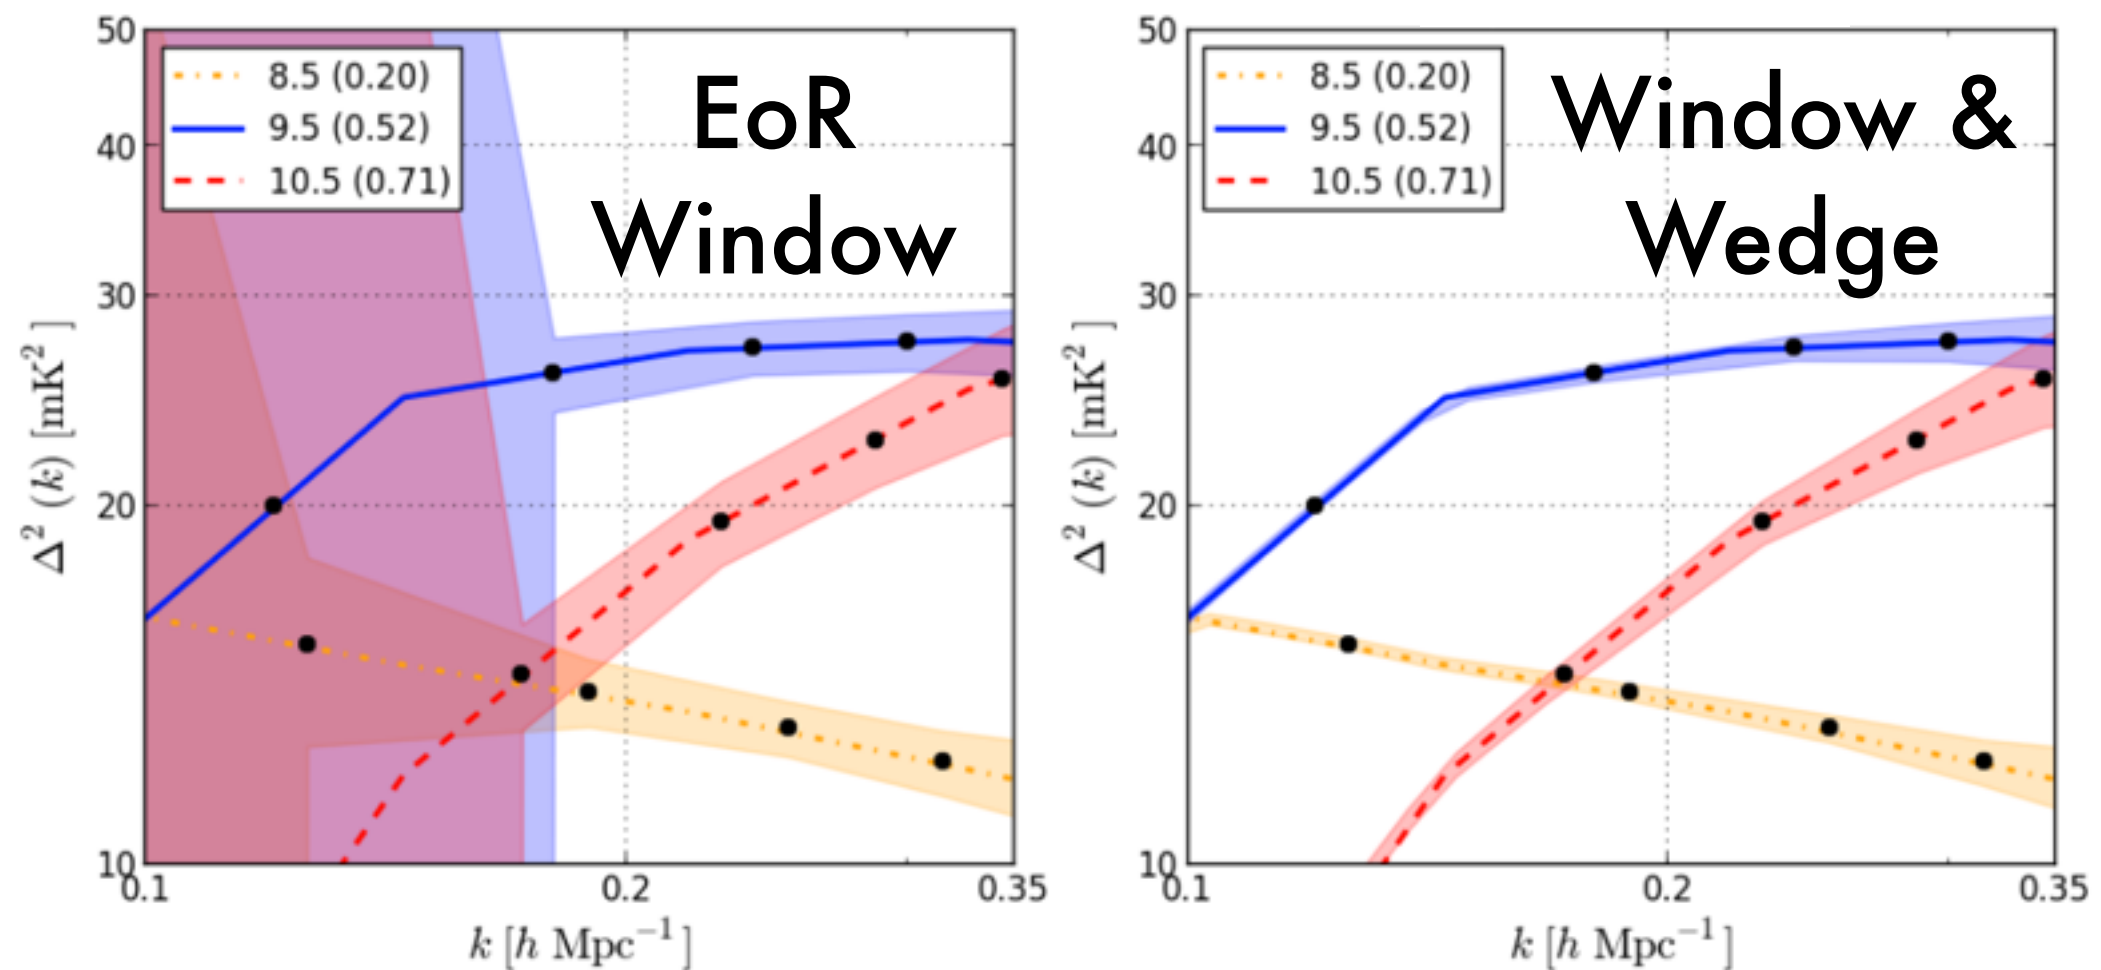 50
40
30
20
10
8.5 (0.20)
9.5 (0.52)
10.5 (0.71)
EoR
Window
Δ² (k) [mK²]
0.1
0.2
0.35
k [h Mpc⁻¹]
50
40
30
20
10
8.5 (0.20)
9.5 (0.52)
10.5 (0.71)
Window &
Wedge
Δ² (k) [mK²]
0.1
0.2
0.35
k [h Mpc⁻¹]